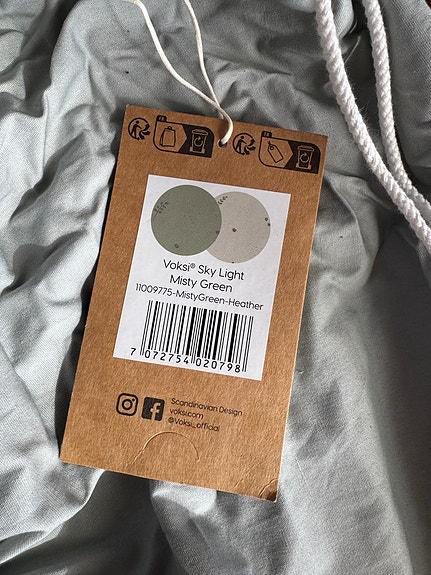 Voksi® Sky Light
Misty Green
11009775-MistyGreen-Heather
7 072754 020798
Scandinavian Design
voksi.com
@Voksi_official